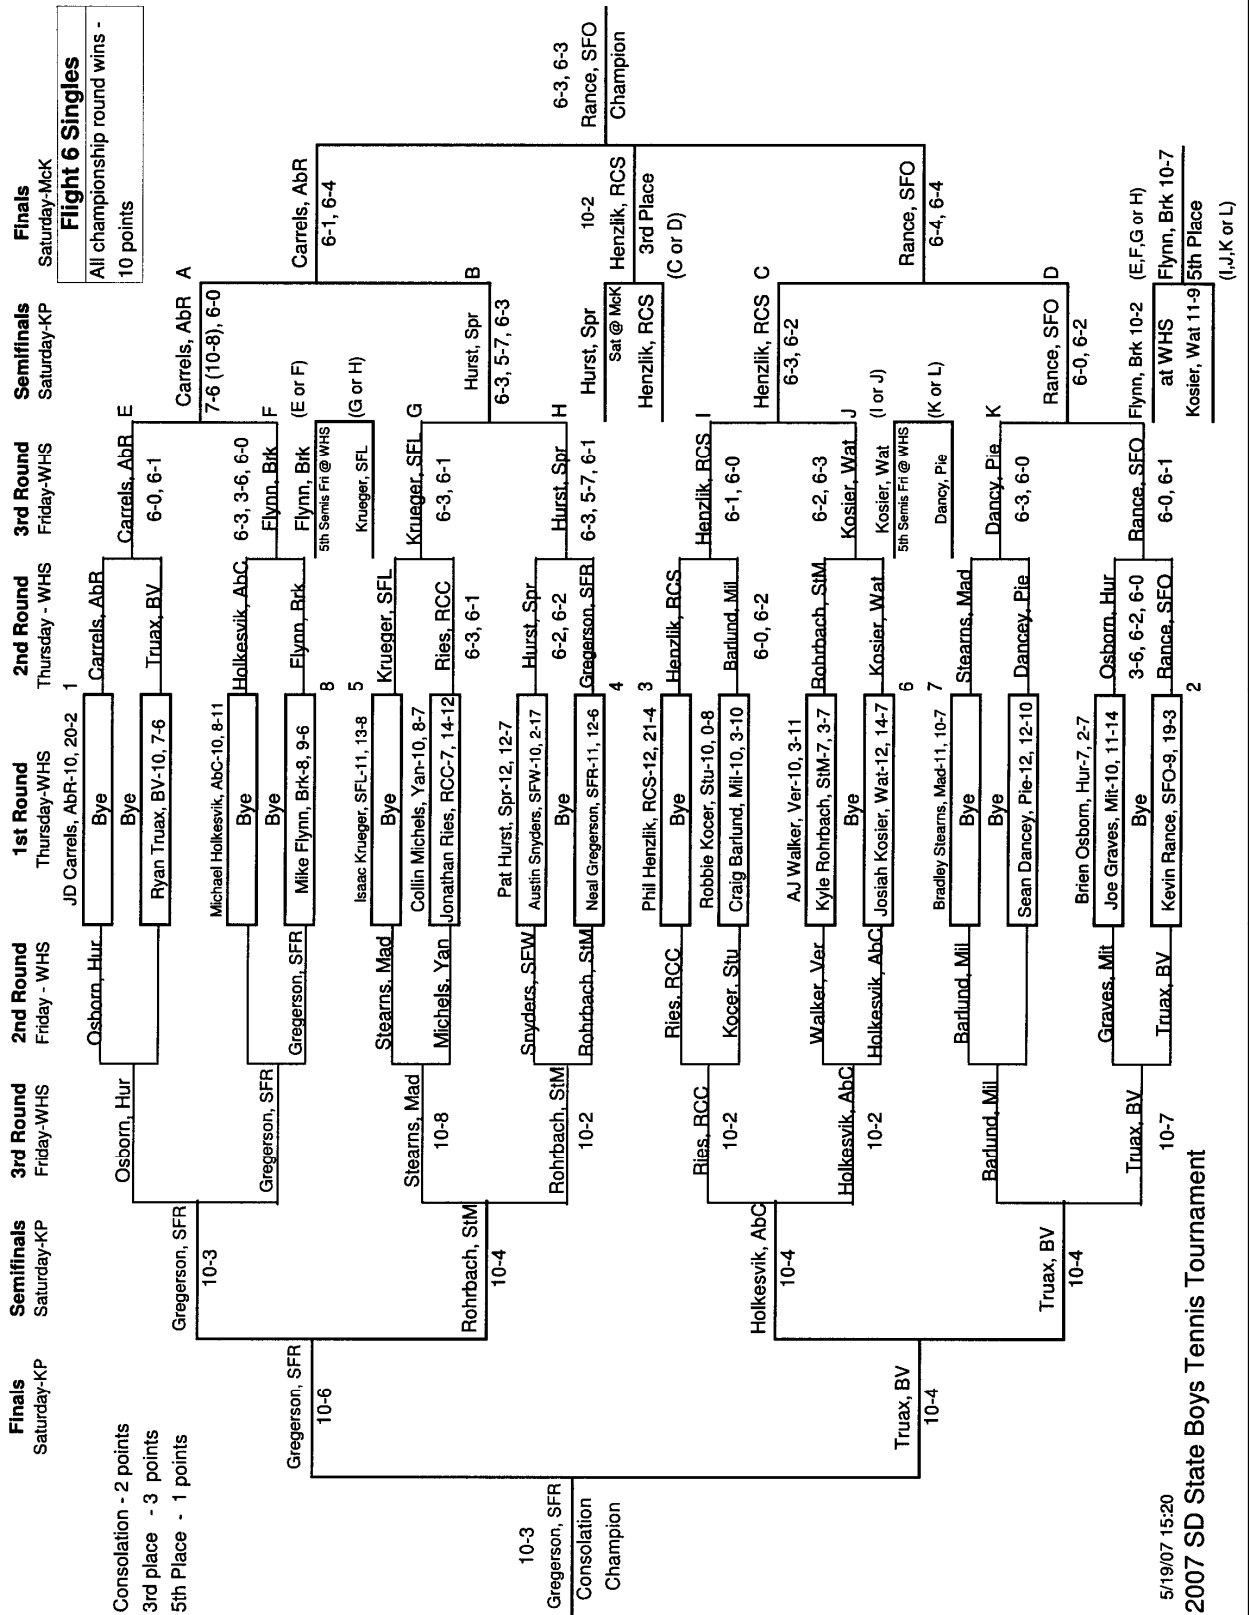 Finals
Saturday-KP
Semifinals
Saturday-KP
3rd Round
Friday-WHS
2nd Round
Friday - WHS
1st Round
Thursday-WHS
2nd Round
Thursday - WHS
3rd Round
Friday-WHS
Semifinals
Saturday-KP
Finals
Saturday-McK
Flight 6 Singles
All championship round wins -
10 points
Consolation - 2 points
3rd place - 3 points
5th Place - 1 points
10-3
Gregerson, SFR
Consolation
Champion
Gregerson, SFR
10-6
Truax, BV
10-4
Gregerson, SFR
10-3
Rohrbach, StM
10-4
Holkesvik, AbC
10-4
Truax, BV
10-4
Osborn, Hur
Gregerson, SFR
Stearns, Mad
10-8
Rohrbach, StM
10-2
Ries, RCC
10-2
Holkesvik, AbC
10-2
Barlund, Mil
Truax, BV
10-7
Osborn, Hur
Gregerson, SFR
Stearns, Mad
Michels, Yan
Snyders, SFW
Rohrbach, StM
Ries, RCC
Kocer, Stu
Walker, Ver
Holkesvik, AbC
Barlund, Mil
Graves, Mit
Truax, BV
JD Carrels, AbR-10, 20-2 1
Bye
Bye
Ryan Truax, BV-10, 7-6
Michael Holkesvik, AbC-10, 8-11
Bye
Bye
Mike Flynn, Brk-8, 9-6
8
Isaac Krueger, SFL-11, 13-8 5
Bye
Collin Michels, Yan-10, 8-7
Jonathan Ries, RCC-7, 14-12
Pat Hurst, Spr-12, 12-7
Austin Snyders, SFW-10, 2-17
Bye
Neal Gregerson, SFR-11, 12-6
4
Phil Henzlik, RCS-12, 21-4 3
Bye
Robbie Kocer, Stu-10, 0-8
Craig Barlund, Mil-10, 3-10
AJ Walker, Ver-10, 3-11
Kyle Rohrbach, StM-7, 3-7
Bye
Josiah Kosier, Wat-12, 14-7
6
Bradley Stearns, Mad-11, 10-7 7
Bye
Bye
Sean Dancey, Pie-12, 12-10
Brien Osborn, Hur-7, 2-7
Joe Graves, Mit-10, 11-14
Bye
Kevin Rance, SFO-9, 19-3
2
Carrels, AbR
Truax, BV
Holkesvik, AbC
Flynn, Brk
Krueger, SFL
Ries, RCC
6-3, 6-1
Hurst, Spr
6-2, 6-2
Gregerson, SFR
Henzlik, RCS
Barlund, Mil
6-0, 6-2
Rohrbach, StM
Kosier, Wat
Stearns, Mad
Dancey, Pie
Osborn, Hur
3-6, 6-2, 6-0
Rance, SFO
Carrels, AbR E
6-0, 6-1
6-3, 3-6, 6-0
Flynn, Brk F
Flynn, Brk (E or F)
5th Semis Fri @ WHS
Krueger, SFL (G or H)
Krueger, SFL G
6-3, 6-1
Hurst, Spr H
6-3, 5-7, 6-1
Henzlik, RCS I
6-1, 6-0
6-2, 6-3
Kosier, Wat J
Kosier, Wat (I or J)
5th Semis Fri @ WHS
Dancy, Pie (K or L)
Dancy, Pie K
6-3, 6-0
Rance, SFO
6-0, 6-1
Carrels, AbR A
7-6 (10-8), 6-0
Hurst, Spr B
6-3, 5-7, 6-3
Hurst, Spr
Sat @ McK
Henzlik, RCS
Henzlik, RCS C
6-3, 6-2
Rance, SFO D
6-0, 6-2
Flynn, Brk 10-2 (E,F,G or H)
at WHS
Kosier, Wat 11-9
(I,J,K or L)
Flynn, Brk 10-7
5th Place
Carrels, AbR
6-1, 6-4
10-2
Henzlik, RCS
3rd Place
(C or D)
Rance, SFO
6-4, 6-4
6-3, 6-3
Rance, SFO
Champion
5/19/07 15:20
2007 SD State Boys Tennis Tournament